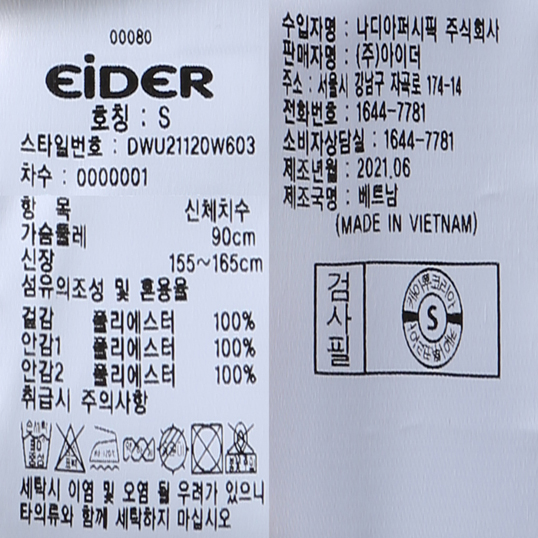 00080
EiDER
호칭 : S
스타일번호 : DWU21120W603
차수 : 0000001
항 목 신체치수
가슴둘레 90cm
신장 155~165cm
섬유의조성 및 혼용율
겉감 폴리에스터 100%
안감1 폴리에스터 100%
안감2 폴리에스터 100%
취급시 주의사항
세탁시 이염 및 오염 될 우려가 있으니
타의류와 함께 세탁하지 마십시오
수입자명 : 나디아퍼시픽 주식회사
판매자명 : (주)아이더
주소 : 서울시 강남구 자곡로 174-14
전화번호 : 1644-7781
소비자상담실 : 1644-7781
제조년월 : 2021.06
제조국명 : 베트남
(MADE IN VIETNAM)
검사필
S